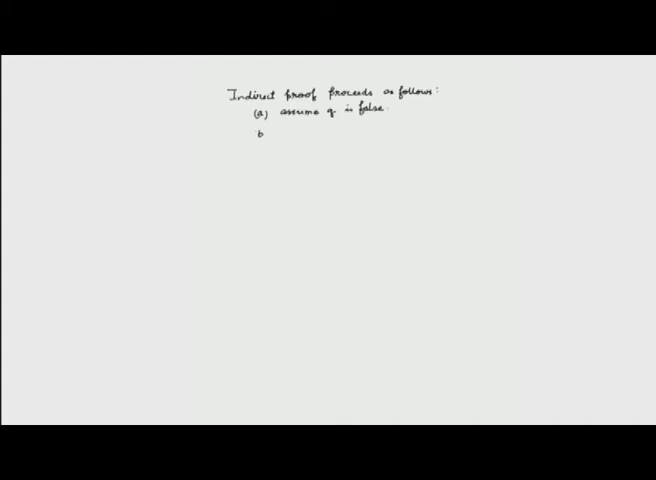 Indirect proof proceeds as follows:
(a) assume q is false.
b